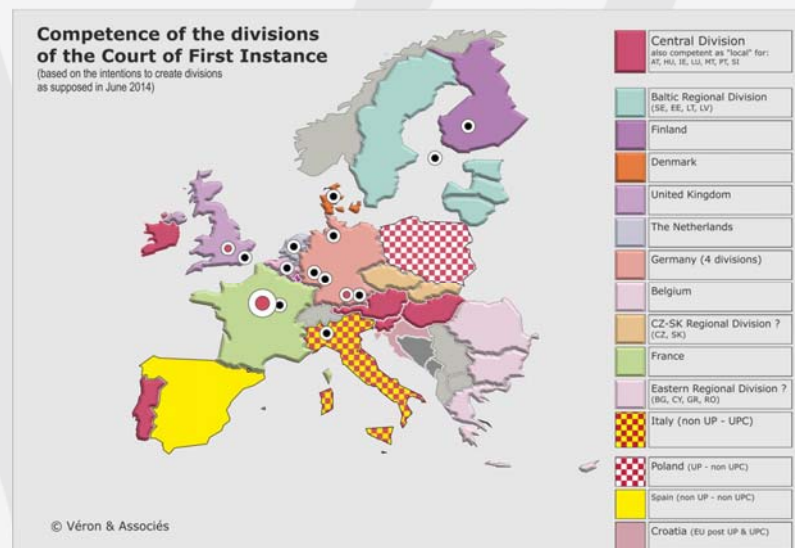 Competence of the divisions
of the Court of First Instance
(based on the intentions to create divisions
as supposed in June 2014)
Central Division
also competent as "local" for:
AT, HU, IE, LU, MT, PT, SI
Baltic Regional Division
(SE, EE, LT, LV)
Finland
Denmark
United Kingdom
The Netherlands
Germany (4 divisions)
Belgium
CZ-SK Regional Division ?
(CZ, SK)
France
Eastern Regional Division ?
(BG, CY, GR, RO)
Italy (non UP - UPC)
Poland (UP - non UPC)
Spain (non UP - non UPC)
Croatia (EU post UP & UPC)
© Véron & Associés